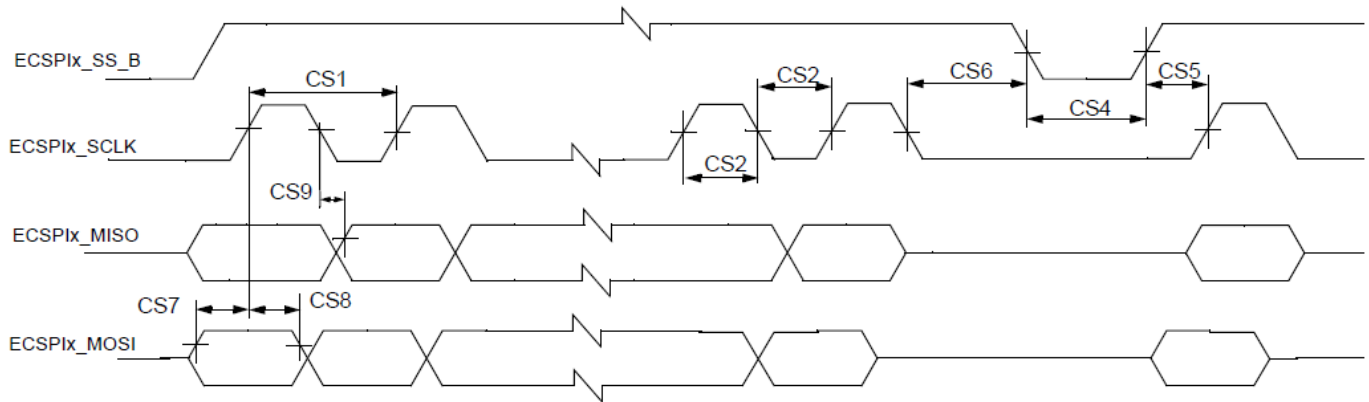 ECSPIx_SS_B
CS1
CS2
CS6
CS5
CS4
ECSPIx_SCLK
CS2
CS9
ECSPIx_MISO
CS7
CS8
ECSPIx_MOSI